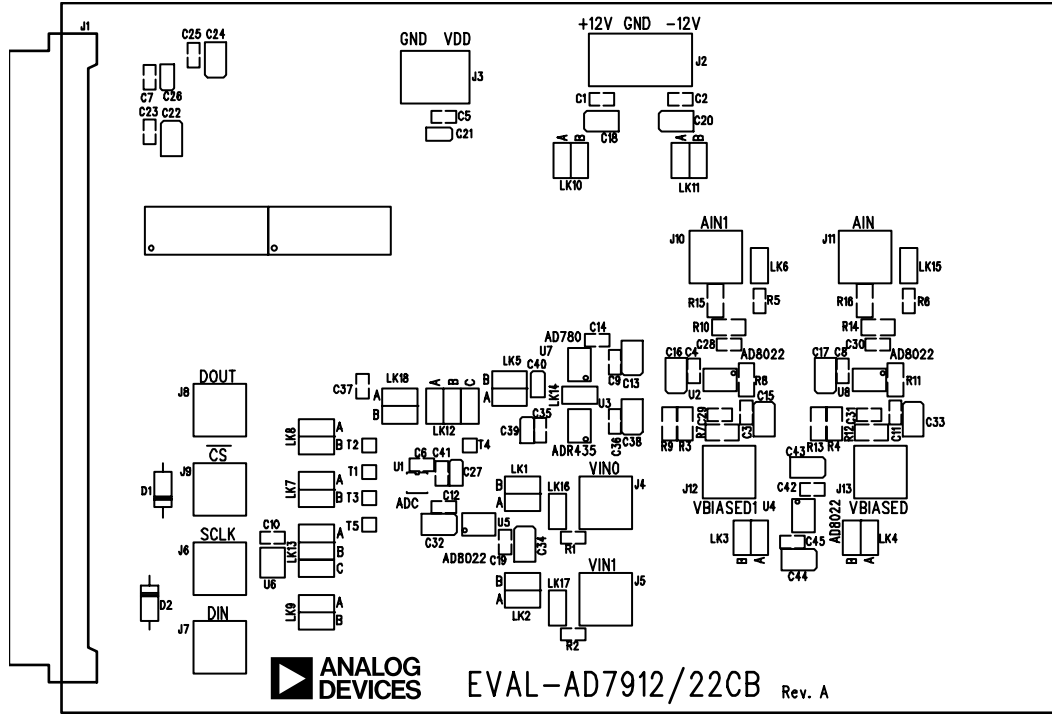 J1
C25 C24
C7 C26
C23 C22
GND VDD
J3
C5
C21
+12V GND -12V
J2
C1 C2
C18 C20
A B A B
LK10 LK11
AIN1
J10
LK6
R15 R5
R10
C28
AIN
J11
LK15
R16 R6
R14
C30
C14
AD780
U7
C40
C9 C13
LK5
B
A
LK14
U3
C35
C39
ADR435
C36 C38
C16 C4 AD8022
U2 R8
C15
C29
R9 R3 R7 C3
C17 C8 AD8022
U8 R11
C31 C33
R13 R4 R12 C11
J12
VBIASED1
J13
VBIASED
C43
C42
U4
AD8022
C45
C44
LK3
B A
LK4
B A
DOUT
J8
CS
J9
D1
SCLK
J6
D2
DIN
J7
C37
LK18
A
B
A B C
LK12
LK8
A
B
T2
T4
LK7
A
B
T1
T3
T5
C6 C41
U1
C27
ADC
C12
C32
U5
AD8022
C19 C34
C10
U6
LK13
A
B
C
LK9
A
B
LK1
B
A
LK16
VIN0
J4
R1
LK2
B
A
LK17
VIN1
J5
R2
ANALOG
DEVICES
EVAL-AD7912/22CB Rev. A